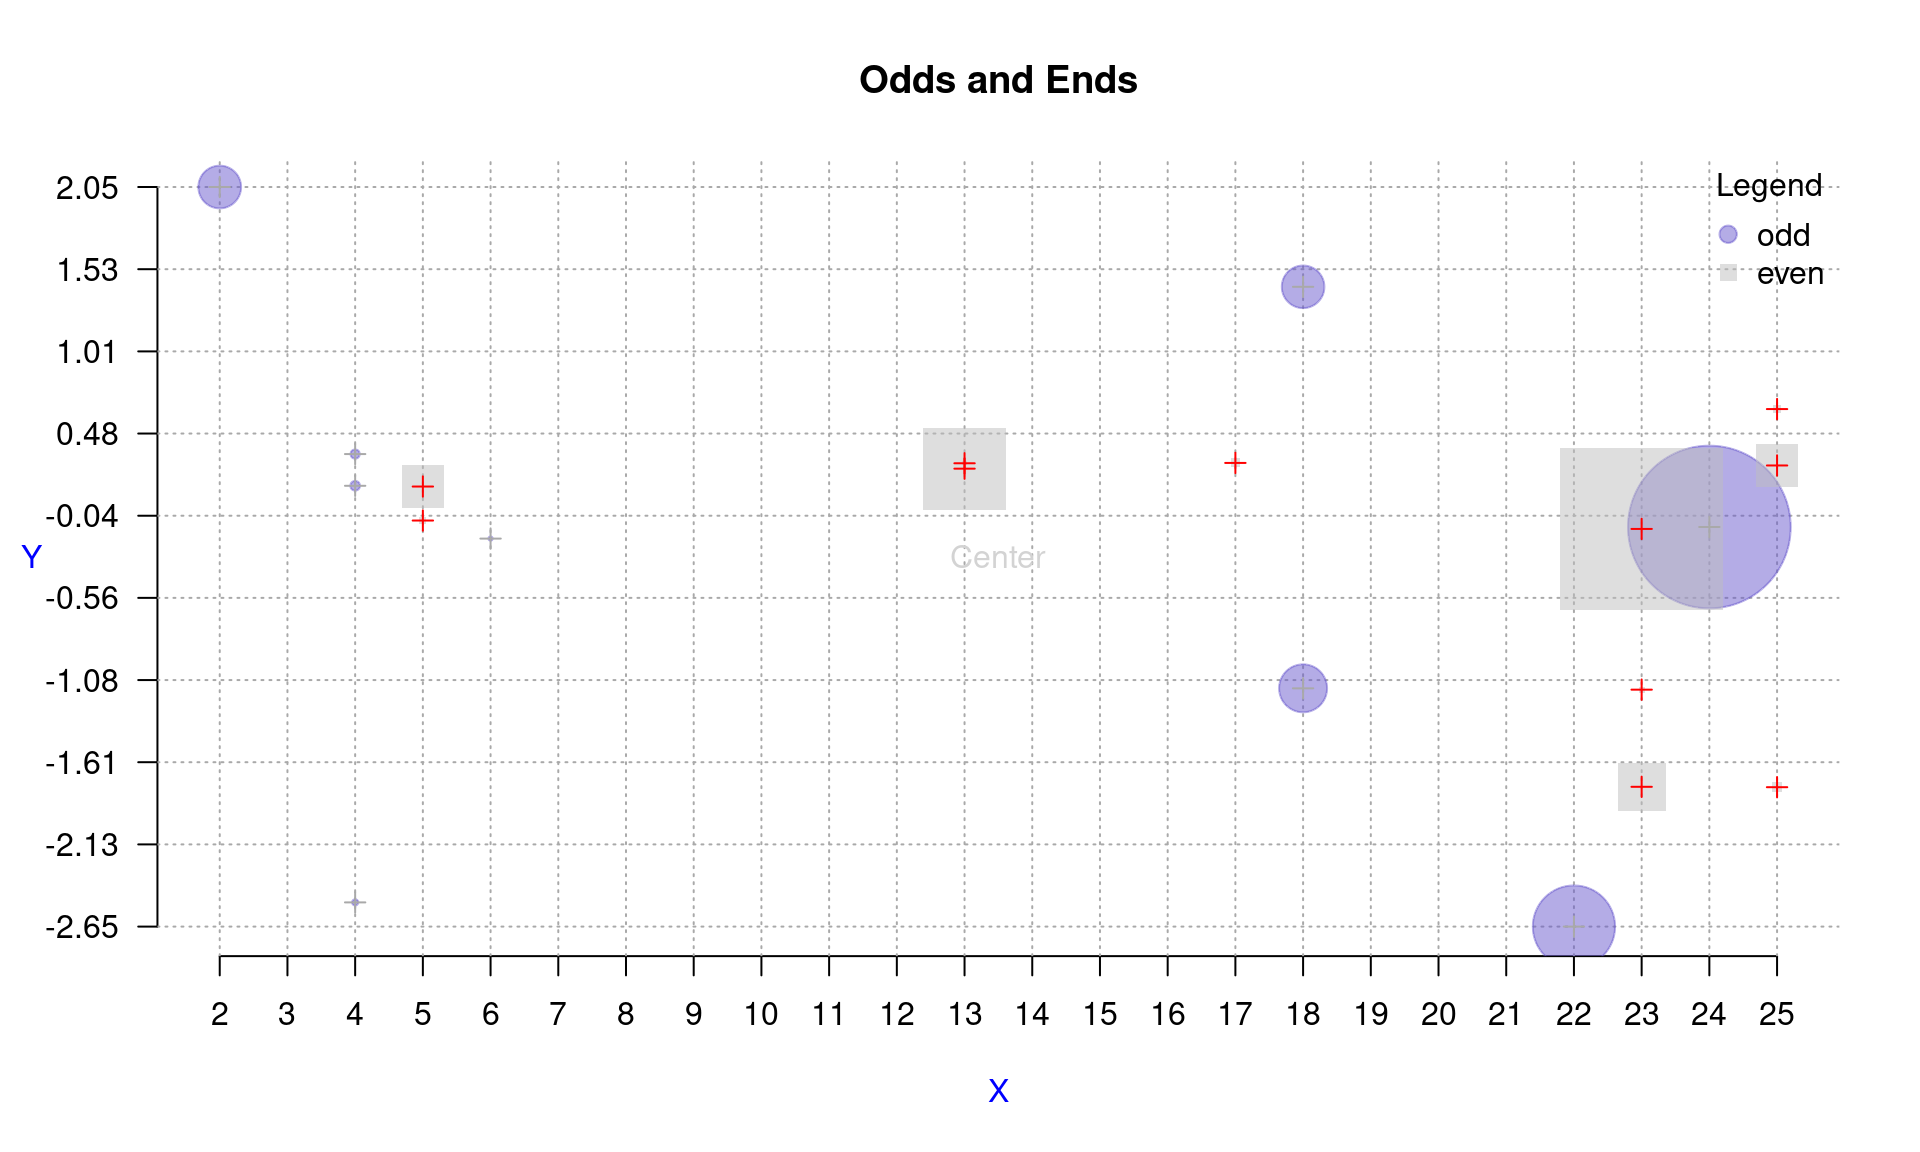 Odds and Ends
2.05
1.53
1.01
0.48
-0.04
-0.56
-1.08
-1.61
-2.13
-2.65
Y
Legend
odd
even
Center
2 3 4 5 6 7 8 9 10 11 12 13 14 15 16 17 18 19 20 21 22 23 24 25
X